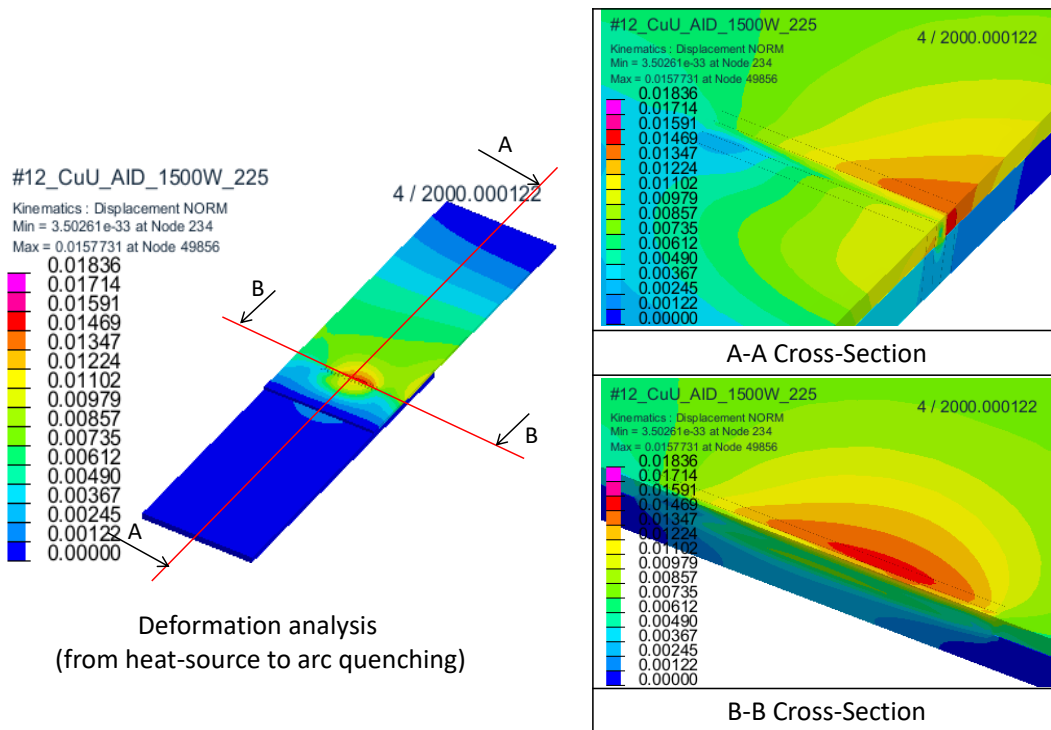 #12_CuU_AID_1500W_225
4 / 2000.000122
Kinematics : Displacement NORM
Min = 3.50261e-33 at Node 234
Max = 0.0157731 at Node 49856
0.01836
0.01714
0.01591
0.01469
0.01347
0.01224
0.01102
0.00979
0.00857
0.00735
0.00612
0.00490
0.00367
0.00245
0.00122
0.00000
A
B
B
A
Deformation analysis
(from heat-source to arc quenching)
#12_CuU_AID_1500W_225
4 / 2000.000122
Kinematics : Displacement NORM
Min = 3.50261e-33 at Node 234
Max = 0.0157731 at Node 49856
0.01836
0.01714
0.01591
0.01469
0.01347
0.01224
0.01102
0.00979
0.00857
0.00735
0.00612
0.00490
0.00367
0.00245
0.00122
0.00000
A-A Cross-Section
#12_CuU_AID_1500W_225
4 / 2000.000122
Kinematics : Displacement NORM
Min = 3.50261e-33 at Node 234
Max = 0.0157731 at Node 49856
0.01836
0.01714
0.01591
0.01469
0.01347
0.01224
0.01102
0.00979
0.00857
0.00735
0.00612
0.00490
0.00367
0.00245
0.00122
0.00000
B-B Cross-Section